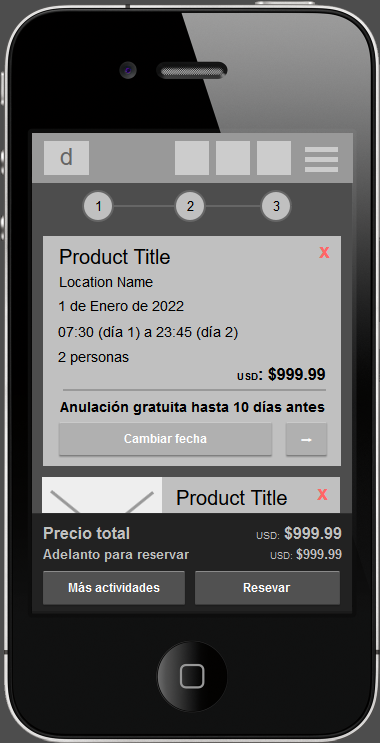 d
1 2 3
Product Title X
Location Name
1 de Enero de 2022
07:30 (día 1) a 23:45 (día 2)
2 personas
USD: $999.99
Anulación gratuita hasta 10 días antes
Cambiar fecha –
Product Title X
Precio total USD: $999.99
Adelanto para reservar USD: $999.99
Más actividades Resevar